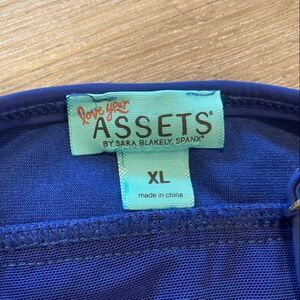 love your
ASSETS®
BY SARA BLAKELY, SPANX®
XL
made in china